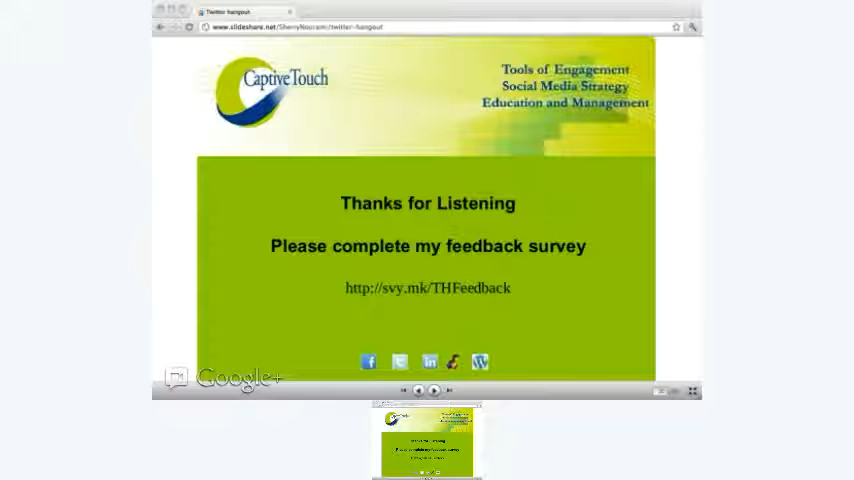 Twitter hangout
www.slideshare.net/SherryNouraini/twitter-hangout
CaptiveTouch
Tools of Engagement
Social Media Strategy
Education and Management
Thanks for Listening
Please complete my feedback survey
http://svy.mk/THFeedback
Google+